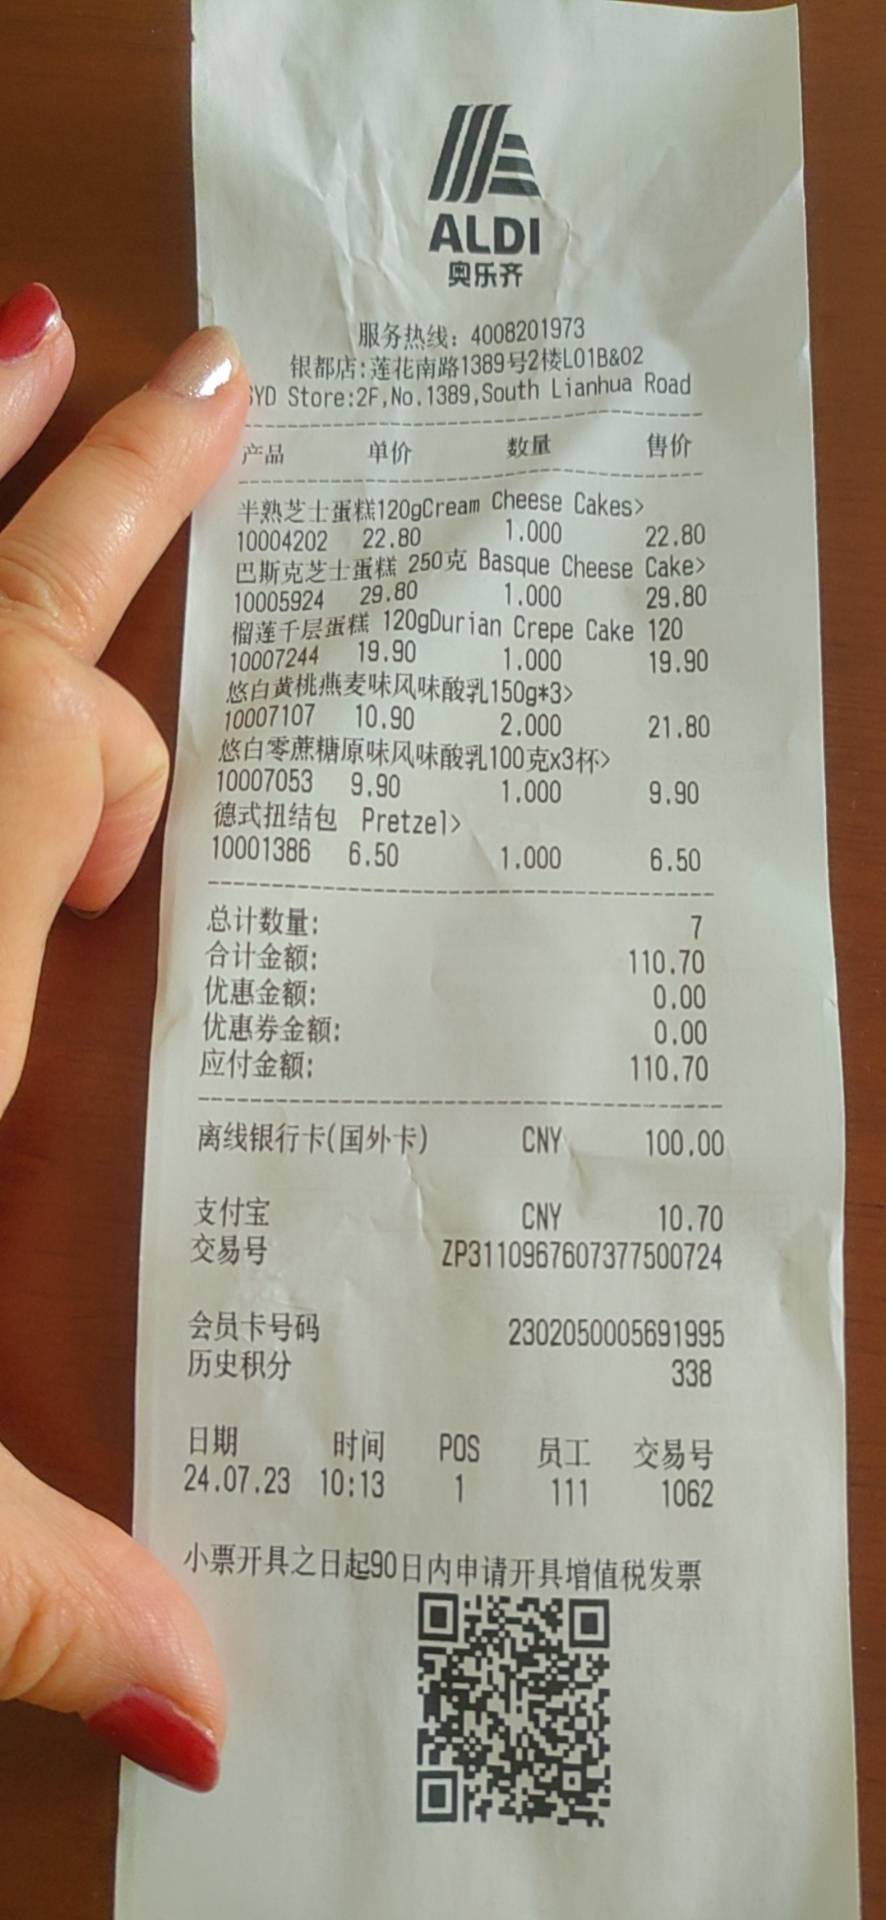 ALDI
奥乐齐
服务热线: 4008201973
银都店:莲花南路1389号2楼L01B&02
SYD Store:2F,No.1389,South Lianhua Road
产品 单价 数量 售价
半熟芝士蛋糕120gCream Cheese Cakes>
10004202 22.80 1.000 22.80
巴斯克芝士蛋糕 250克 Basque Cheese Cake>
10005924 29.80 1.000 29.80
榴莲千层蛋糕 120gDurian Crepe Cake 120
10007244 19.90 1.000 19.90
悠白黄桃燕麦味风味酸乳150g*3>
10007107 10.90 2.000 21.80
悠白零蔗糖原味风味酸乳100克x3杯>
10007053 9.90 1.000 9.90
德式扭结包 Pretzel>
10001386 6.50 1.000 6.50
总计数量: 7
合计金额: 110.70
优惠金额: 0.00
优惠券金额: 0.00
应付金额: 110.70
离线银行卡(国外卡) CNY 100.00
支付宝 CNY 10.70
交易号 ZP3110967607377500724
会员卡号码 2302050005691995
历史积分 338
日期 时间 POS 员工 交易号
24.07.23 10:13 1 111 1062
小票开具之日起90日内申请开具增值税发票